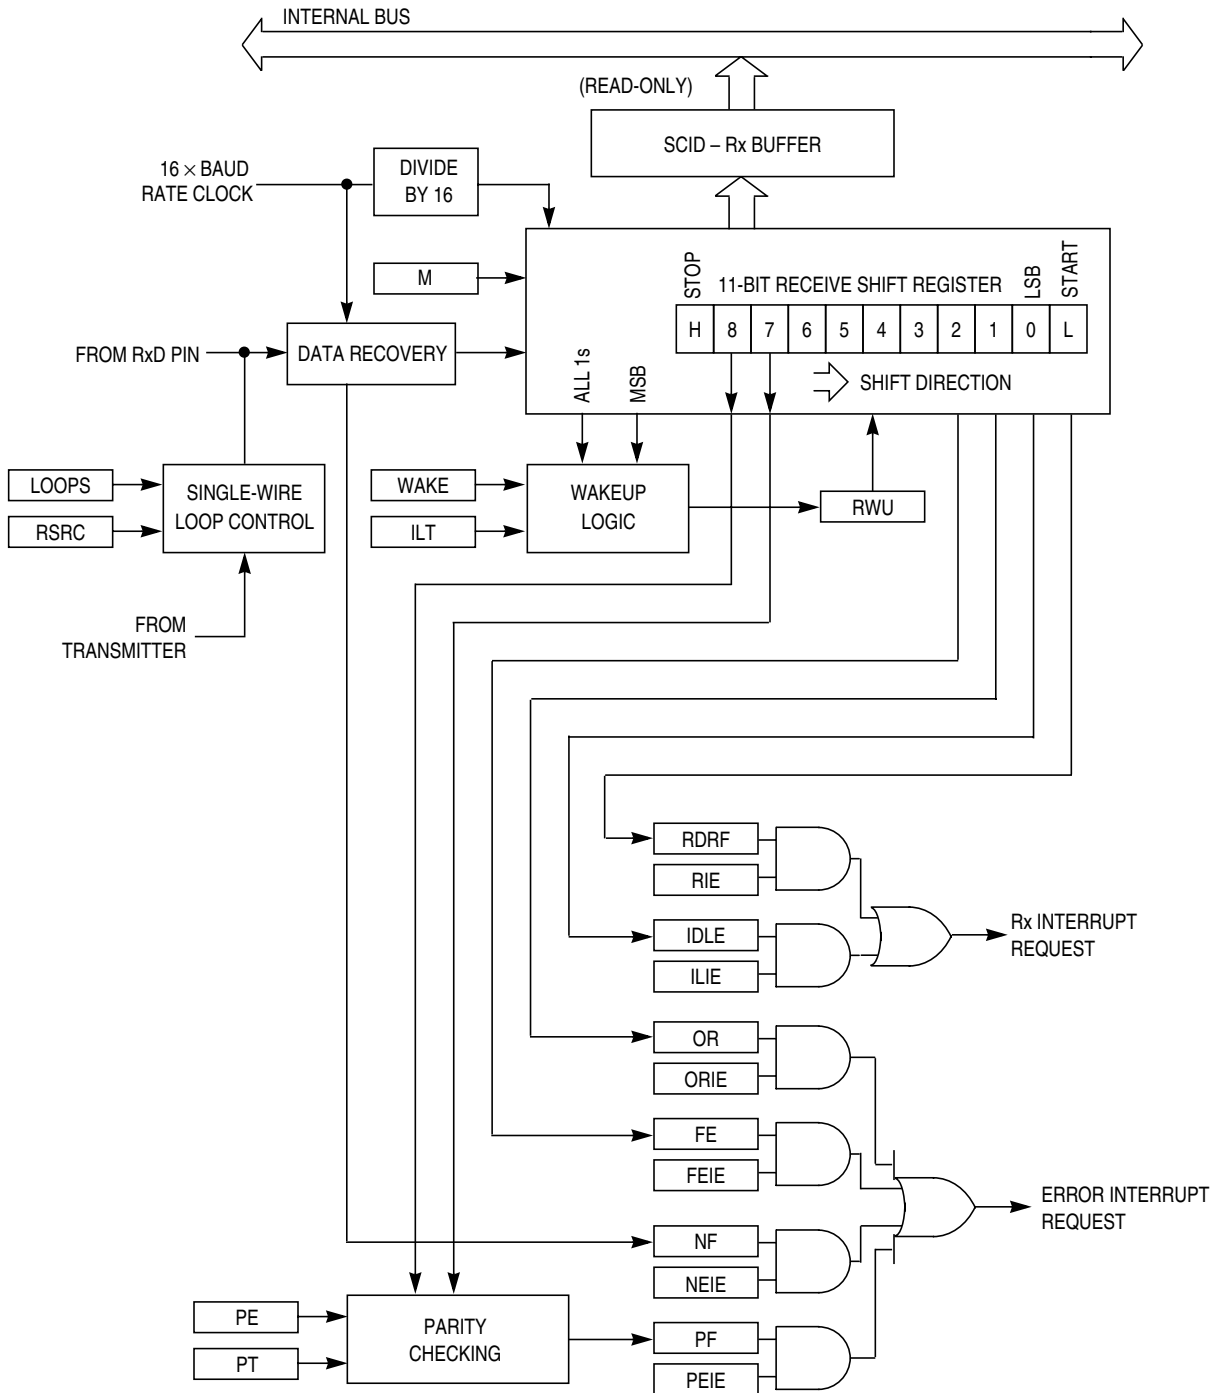 INTERNAL BUS
(READ-ONLY)
SCID – Rx BUFFER
16 × BAUD
RATE CLOCK
DIVIDE
BY 16
M
STOP
11-BIT RECEIVE SHIFT REGISTER
LSB
START
H 8 7 6 5 4 3 2 1 0 L
FROM RxD PIN
DATA RECOVERY
ALL 1s
MSB
SHIFT DIRECTION
LOOPS
RSRC
SINGLE-WIRE
LOOP CONTROL
WAKE
ILT
WAKEUP
LOGIC
RWU
FROM
TRANSMITTER
RDRF
RIE
IDLE
ILIE
Rx INTERRUPT
REQUEST
OR
ORIE
FE
FEIE
ERROR INTERRUPT
REQUEST
NF
NEIE
PE
PT
PARITY
CHECKING
PF
PEIE